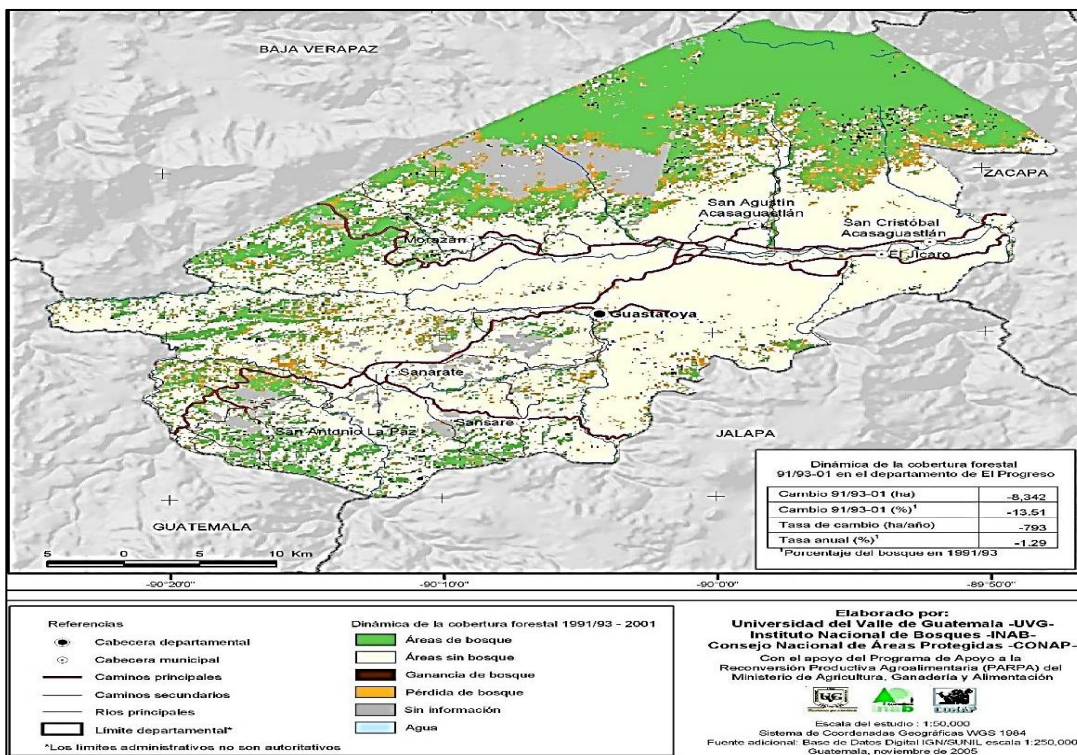 BAJA VERAPAZ
ZACAPA
San Agustín
Acasaguastlán
San Cristóbal
Acasaguastlán
Morazán
El Jícaro
Guastatoya
Sanarate
Sansare
San Antonio La Paz
JALAPA
GUATEMALA
Dinámica de la cobertura forestal
91/93-01 en el departamento de El Progreso
Cambio 91/93-01 (ha) -8,342
Cambio 91/93-01 (%)¹ -13.51
Tasa de cambio (ha/año) -793
Tasa anual (%)¹ -1.29
¹Porcentaje del bosque en 1991/93
5 0 5 10 Km
-90°20'0" -90°10'0" -90°0'0" -89°50'0"
Referencias
Cabecera departamental
Cabecera municipal
Caminos principales
Caminos secundarios
Rios principales
Límite departamental*
*Los limites administrativos no son autoritativos
Dinámica de la cobertura forestal 1991/93 - 2001
Áreas de bosque
Áreas sin bosque
Ganancia de bosque
Pérdida de bosque
Sin información
Agua
Elaborado por:
Universidad del Valle de Guatemala -UVG-
Instituto Nacional de Bosques -INAB-
Consejo Nacional de Áreas Protegidas -CONAP-
Con el apoyo del Programa de Apoyo a la
Reconversión Productiva Agroalimentaria (PARPA) del
Ministerio de Agricultura, Ganadería y Alimentación
Escala del estudio : 1:50,000
Sistema de Coordenadas Geográficas WGS 1984
Fuente adicional: Base de Datos Digital IGN/SUNIL escala 1:250,000
Guatemala, noviembre de 2005